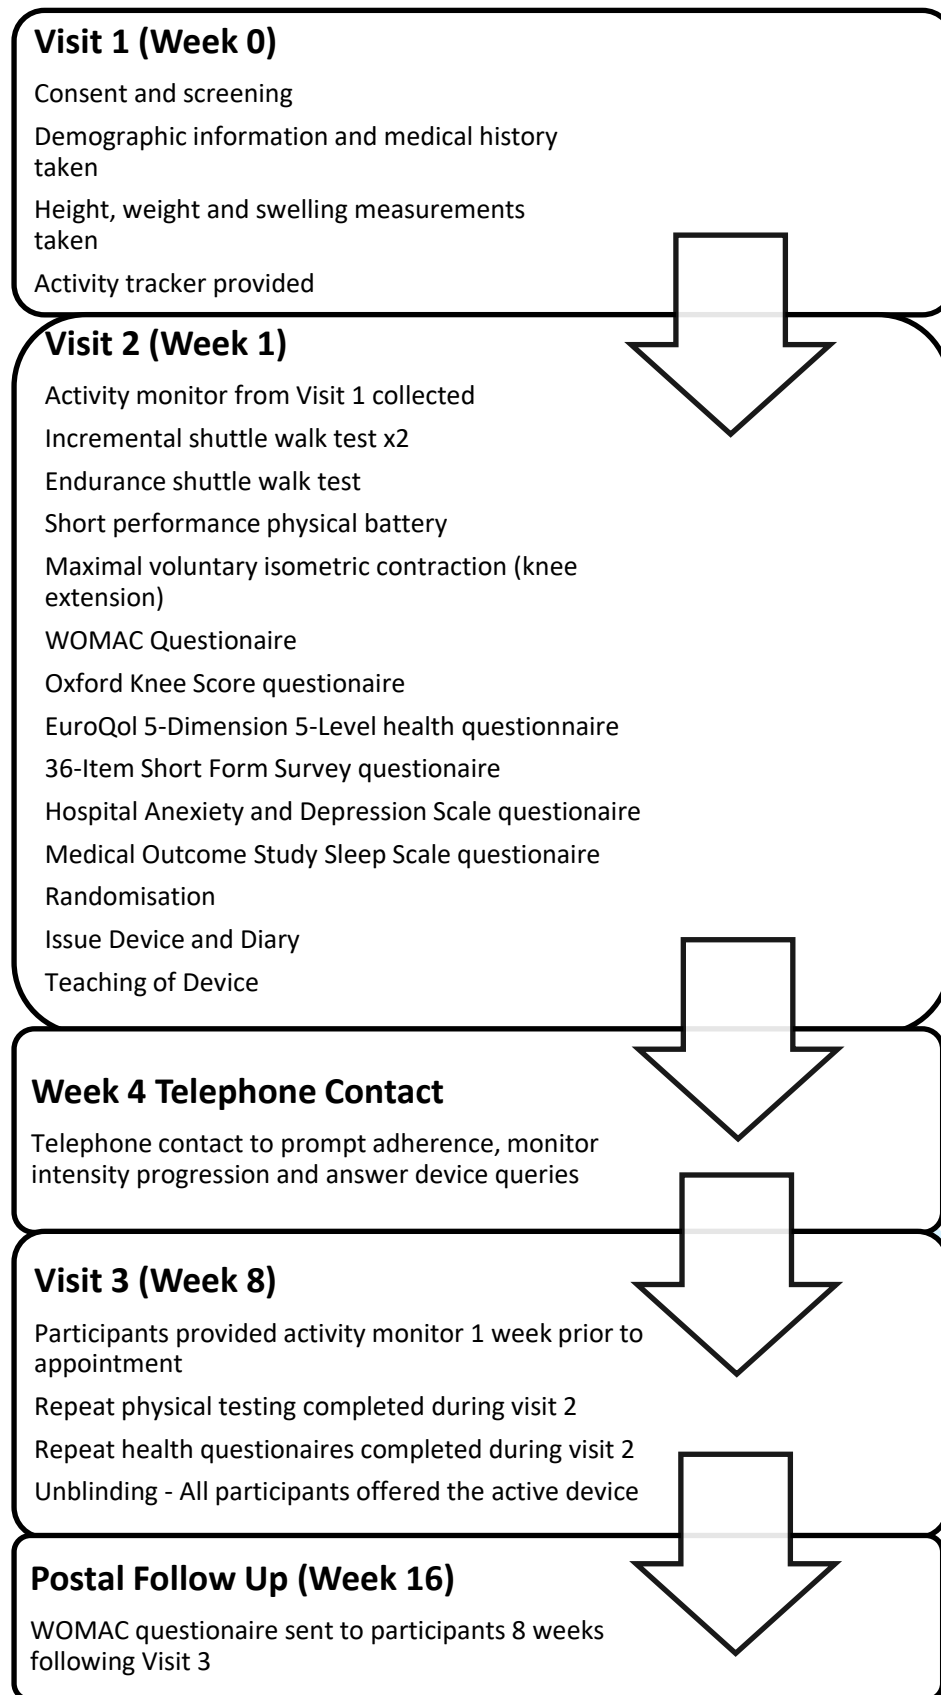 Visit 1 (Week 0)
Consent and screening
Demographic information and medical history
taken
Height, weight and swelling measurements
taken
Activity tracker provided
Visit 2 (Week 1)
Activity monitor from Visit 1 collected
Incremental shuttle walk test x2
Endurance shuttle walk test
Short performance physical battery
Maximal voluntary isometric contraction (knee
extension)
WOMAC Questionaire
Oxford Knee Score questionaire
EuroQol 5-Dimension 5-Level health questionnaire
36-Item Short Form Survey questionaire
Hospital Anexiety and Depression Scale questionaire
Medical Outcome Study Sleep Scale questionaire
Randomisation
Issue Device and Diary
Teaching of Device
Week 4 Telephone Contact
Telephone contact to prompt adherence, monitor
intensity progression and answer device queries
Visit 3 (Week 8)
Participants provided activity monitor 1 week prior to
appointment
Repeat physical testing completed during visit 2
Repeat health questionaires completed during visit 2
Unblinding - All participants offered the active device
Postal Follow Up (Week 16)
WOMAC questionaire sent to participants 8 weeks
following Visit 3